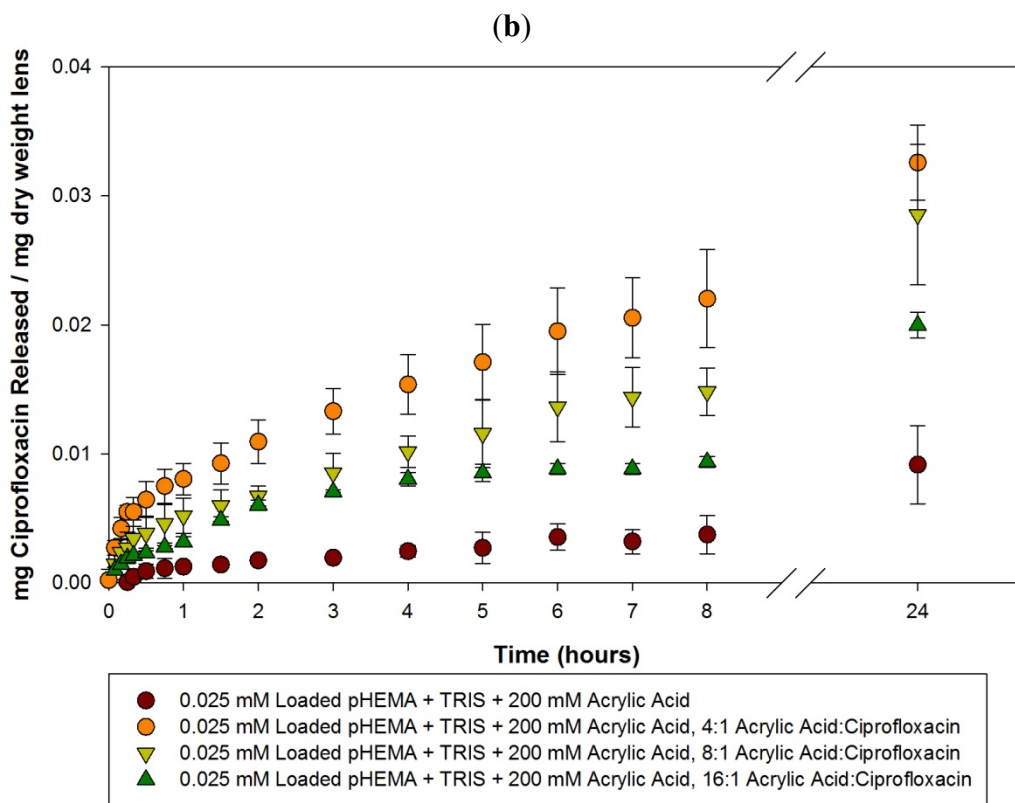 (b)
mg Ciprofloxacin Released / mg dry weight lens
0.04
0.03
0.02
0.01
0.00
0 1 2 3 4 5 6 7 8 24
Time (hours)
0.025 mM Loaded pHEMA + TRIS + 200 mM Acrylic Acid
0.025 mM Loaded pHEMA + TRIS + 200 mM Acrylic Acid, 4:1 Acrylic Acid:Ciprofloxacin
0.025 mM Loaded pHEMA + TRIS + 200 mM Acrylic Acid, 8:1 Acrylic Acid:Ciprofloxacin
0.025 mM Loaded pHEMA + TRIS + 200 mM Acrylic Acid, 16:1 Acrylic Acid:Ciprofloxacin